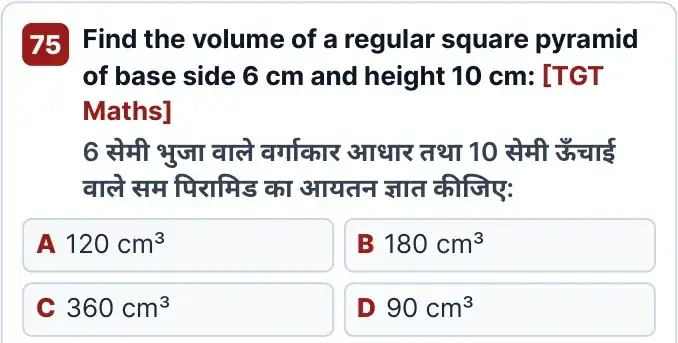 75 Find the volume of a regular square pyramid
of base side 6 cm and height 10 cm: [TGT
Maths]
6 सेमी भुजा वाले वर्गाकार आधार तथा 10 सेमी ऊँचाई
वाले सम पिरामिड का आयतन ज्ञात कीजिए:
A 120 cm³ B 180 cm³
C 360 cm³ D 90 cm³